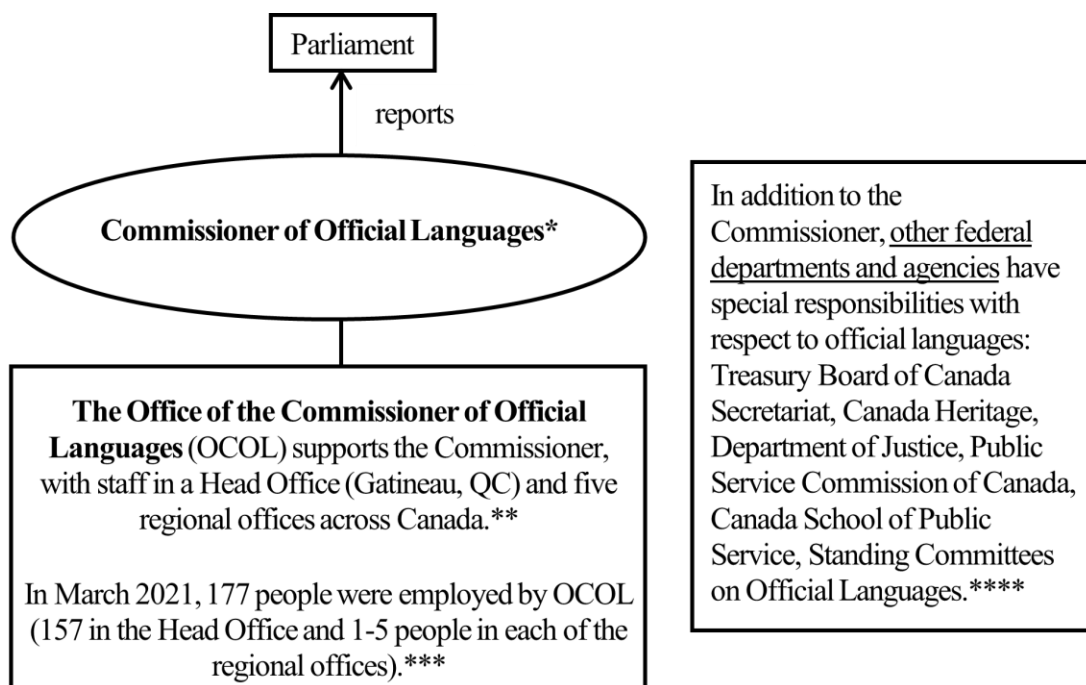 Parliament
reports
Commissioner of Official Languages*
The Office of the Commissioner of Official
Languages (OCOL) supports the Commissioner,
with staff in a Head Office (Gatineau, QC) and five
regional offices across Canada.**
In March 2021, 177 people were employed by OCOL
(157 in the Head Office and 1-5 people in each of the
regional offices).***
In addition to the
Commissioner, other federal
departments and agencies have
special responsibilities with
respect to official languages:
Treasury Board of Canada
Secretariat, Canada Heritage,
Department of Justice, Public
Service Commission of Canada,
Canada School of Public
Service, Standing Committees
on Official Languages.****